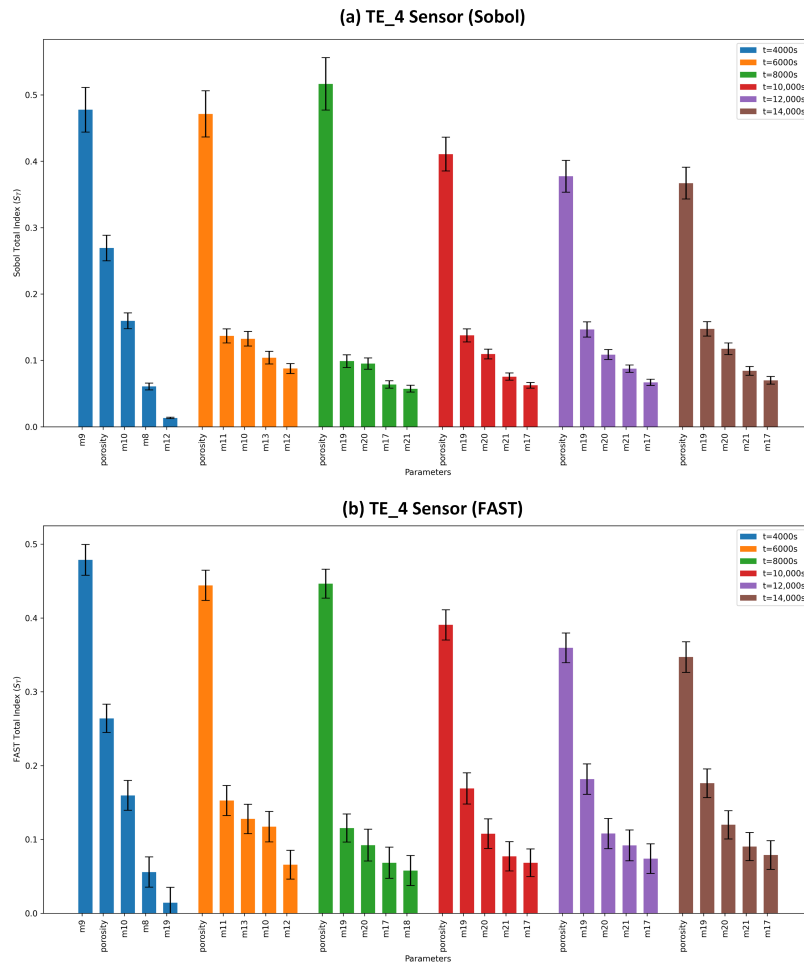 (a) TE_4 Sensor (Sobol)
t=4000s
t=6000s
t=8000s
t=10,000s
t=12,000s
t=14,000s
0.5
0.4
0.3
0.2
0.1
0.0
Sobol Total Index (S_T)
m9 porosity m10 m8 m12 porosity m11 m10 m13 m12 porosity m19 m20 m17 m21 porosity m19 m20 m21 m17 porosity m19 m20 m21 m17 porosity m19 m20 m21 m17
Parameters
(b) TE_4 Sensor (FAST)
t=4000s
t=6000s
t=8000s
t=10,000s
t=12,000s
t=14,000s
0.5
0.4
0.3
0.2
0.1
0.0
FAST Total Index (S_T)
m9 porosity m10 m8 m19 porosity m11 m13 m10 m12 porosity m19 m20 m17 m18 porosity m19 m20 m21 m17 porosity m19 m20 m21 m17 porosity m19 m20 m21 m17
Parameters